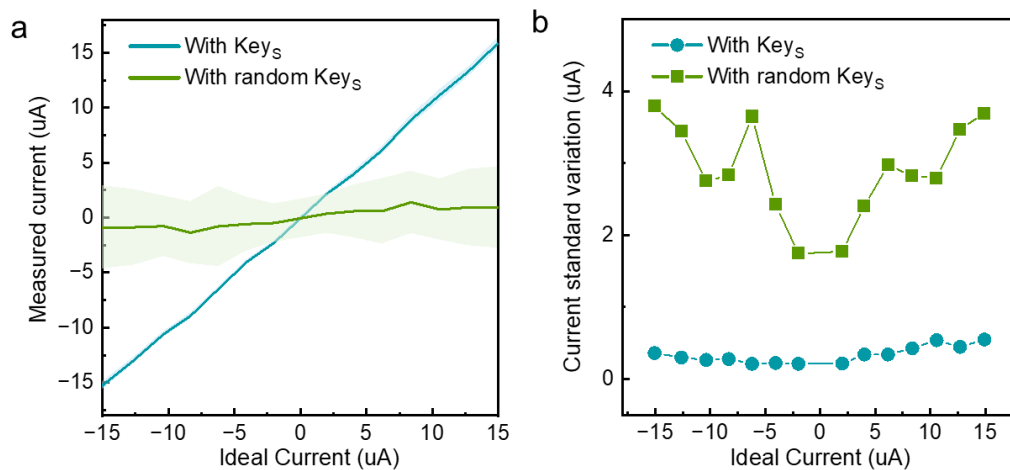 a
With Key_S
With random Key_S
Measured current (uA)
15
10
5
0
−5
−10
−15
−15 −10 −5 0 5 10 15
Ideal Current (uA)
b
With Key_S
With random Key_S
Current standard variation (uA)
4
2
0
−15 −10 −5 0 5 10 15
Ideal Current (uA)